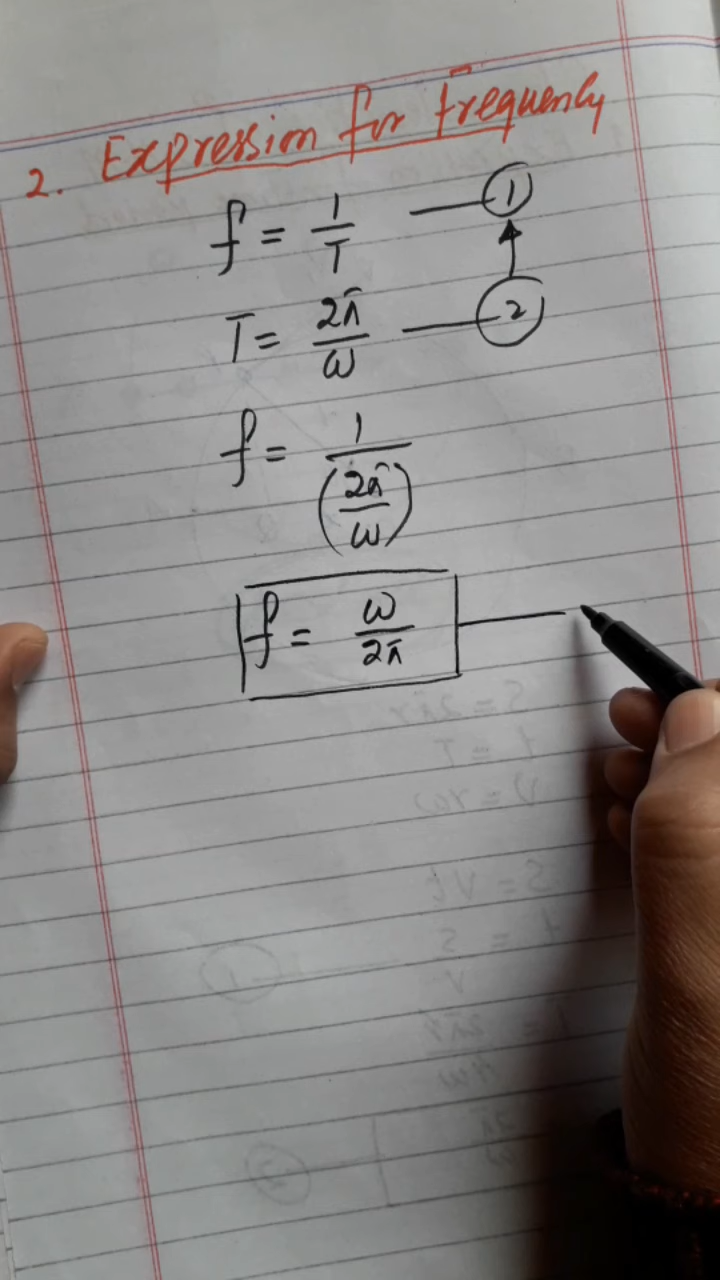 2. Expression for frequency
f = 1/T —— ①
T = 2π/ω —— ②
f = 1/(2π/ω)
f = ω/2π ——